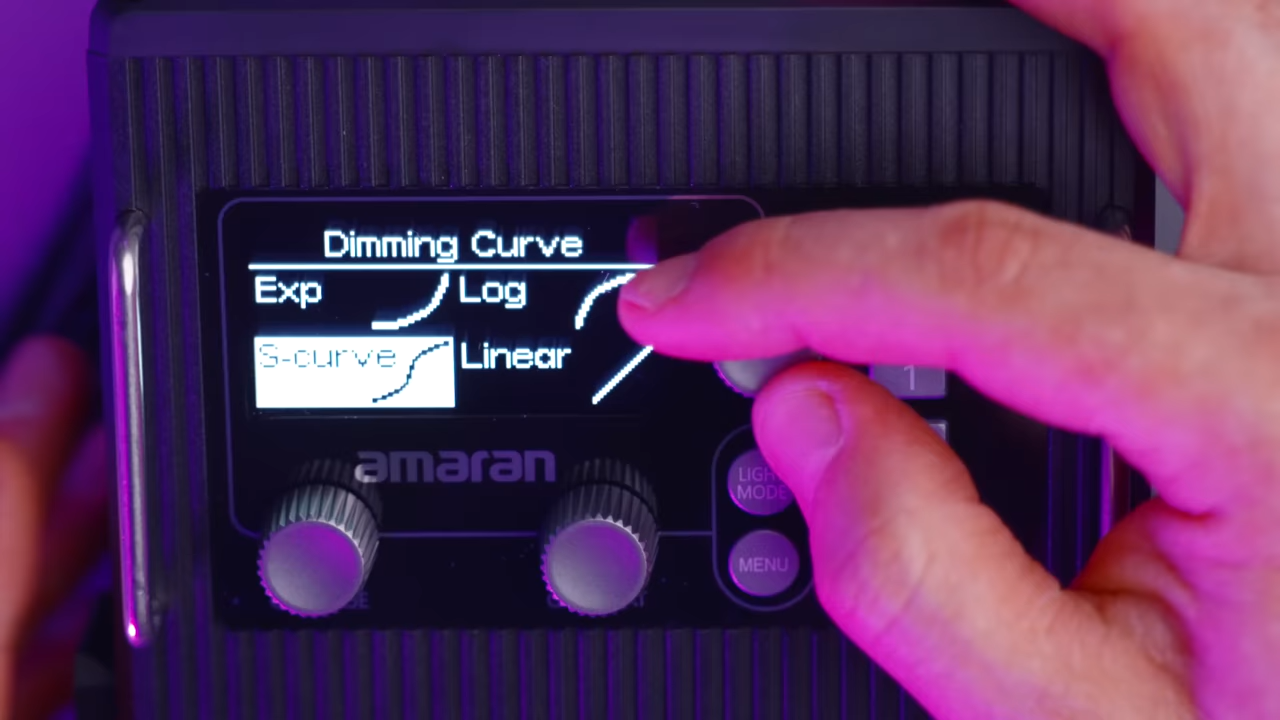 Dimming Curve
Exp Log
S-curve Linear
amaran
1
LIGHT
MODE
MENU